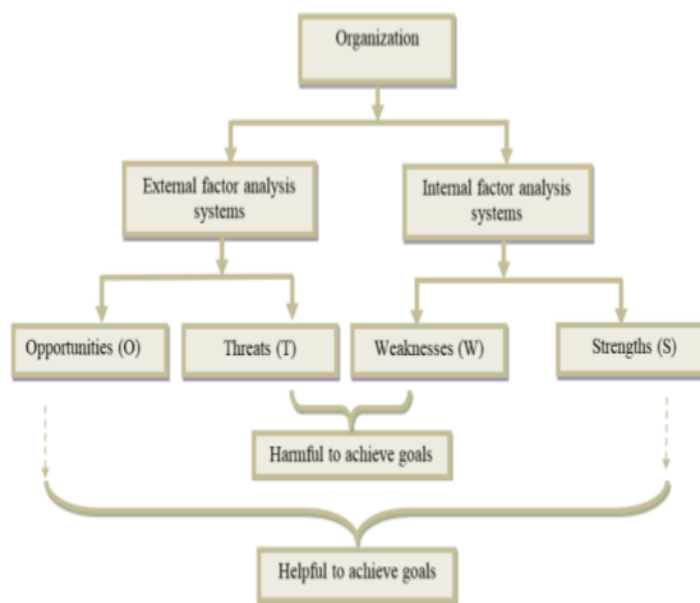 Organization
External factor analysis
systems
Internal factor analysis
systems
Opportunities (O)
Threats (T)
Weaknesses (W)
Strengths (S)
Harmful to achieve goals
Helpful to achieve goals